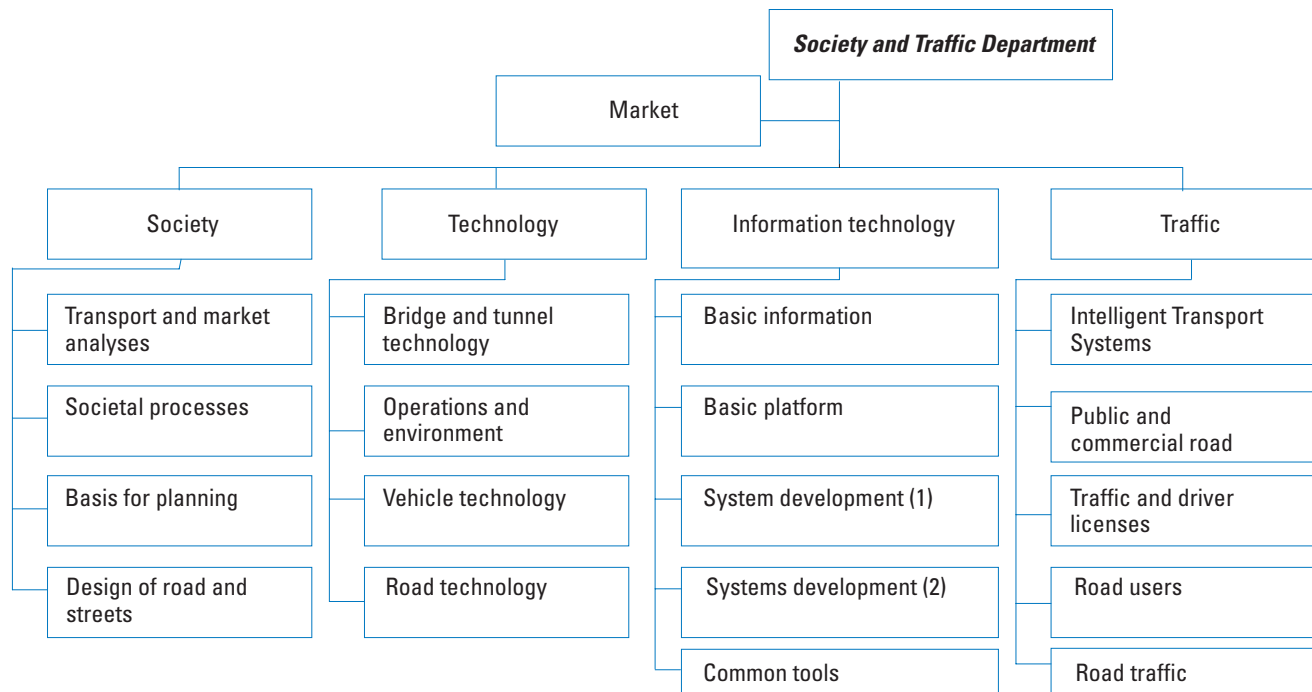 Society and Traffic Department
Market
Society
Technology
Information technology
Traffic
Transport and market
analyses
Societal processes
Basis for planning
Design of road and
streets
Bridge and tunnel
technology
Operations and
environment
Vehicle technology
Road technology
Basic information
Basic platform
System development (1)
Systems development (2)
Common tools
Intelligent Transport
Systems
Public and
commercial road
Traffic and driver
licenses
Road users
Road traffic